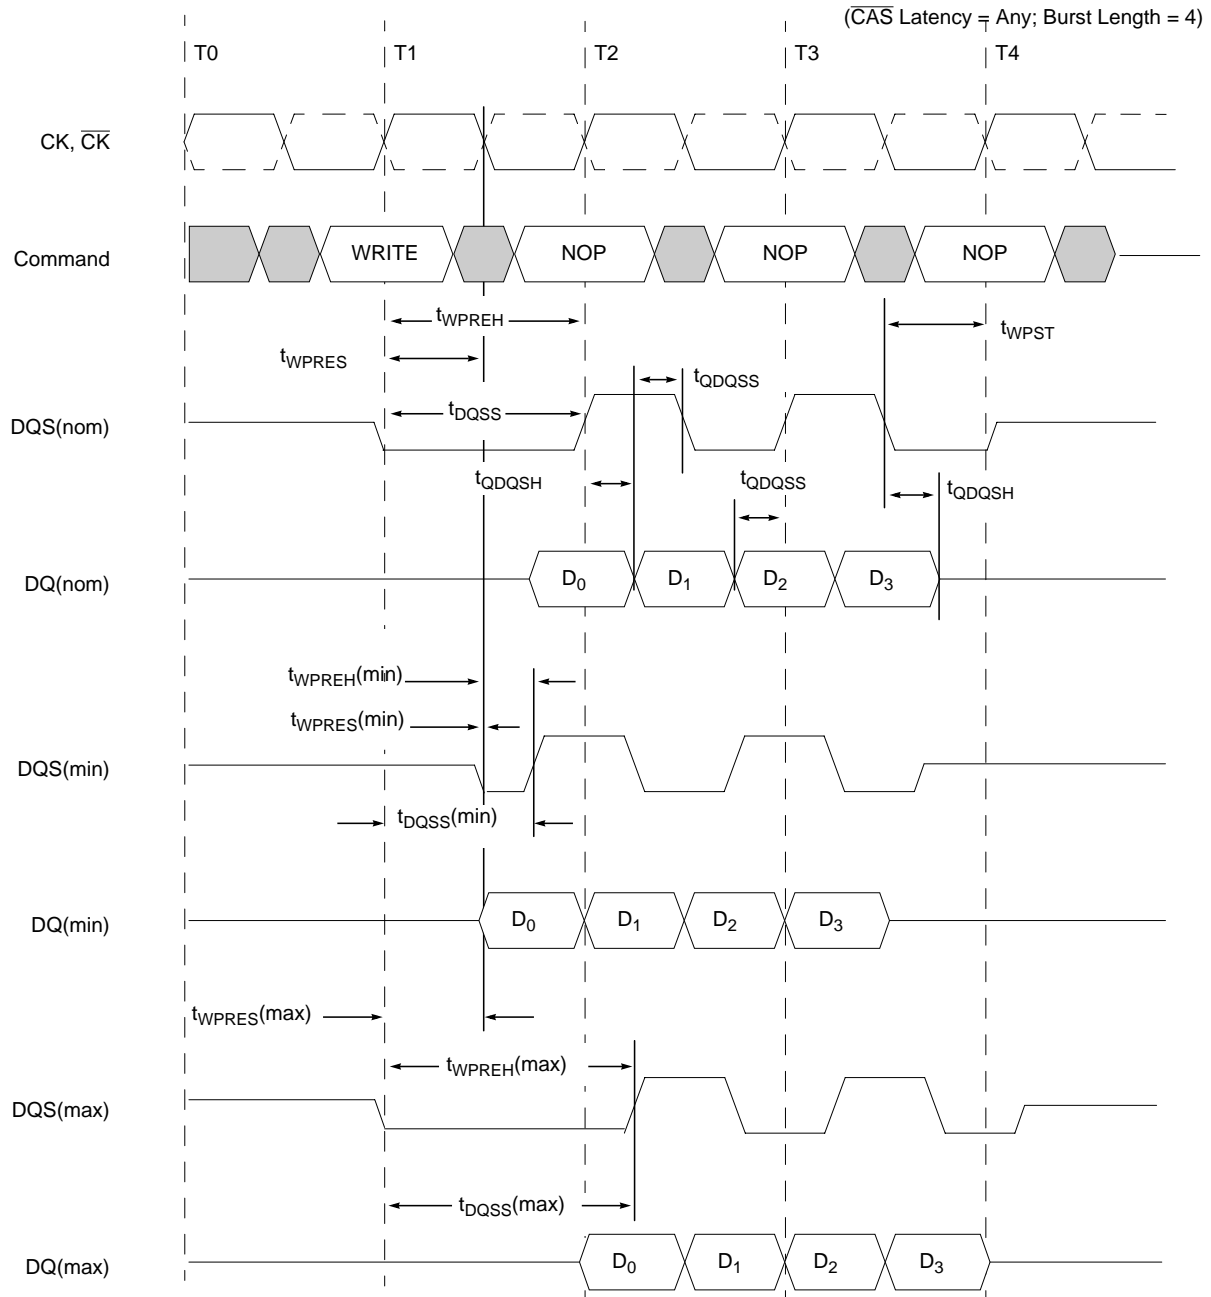 (CAS Latency = Any; Burst Length = 4)
T0 T1 T2 T3 T4
CK, CK
Command WRITE NOP NOP NOP
tWPREH
tWPST
tWPRES
tQDQSS
DQS(nom) tDQSS
tQDQSH tQDQSS tQDQSH
DQ(nom) D0 D1 D2 D3
tWPREH(min)
tWPRES(min)
DQS(min)
tDQSS(min)
DQ(min) D0 D1 D2 D3
tWPRES(max)
tWPREH(max)
DQS(max)
tDQSS(max)
DQ(max) D0 D1 D2 D3